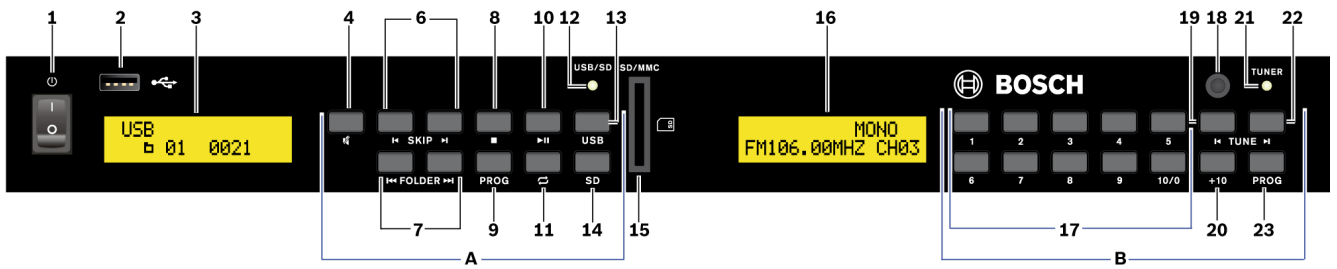 1 2 3 4 6 8 10 12 13 16 19 18 21 22
USB/SD SD/MMC
TUNER
BOSCH
USB
01 0021
MONO
FM106.00MHZ CH03
SKIP
USB
1 2 3 4 5
TUNE
FOLDER
PROG
SD
SD
6 7 8 9 10/0
+10
PROG
7 9 11 14 15 17 20 23
A B